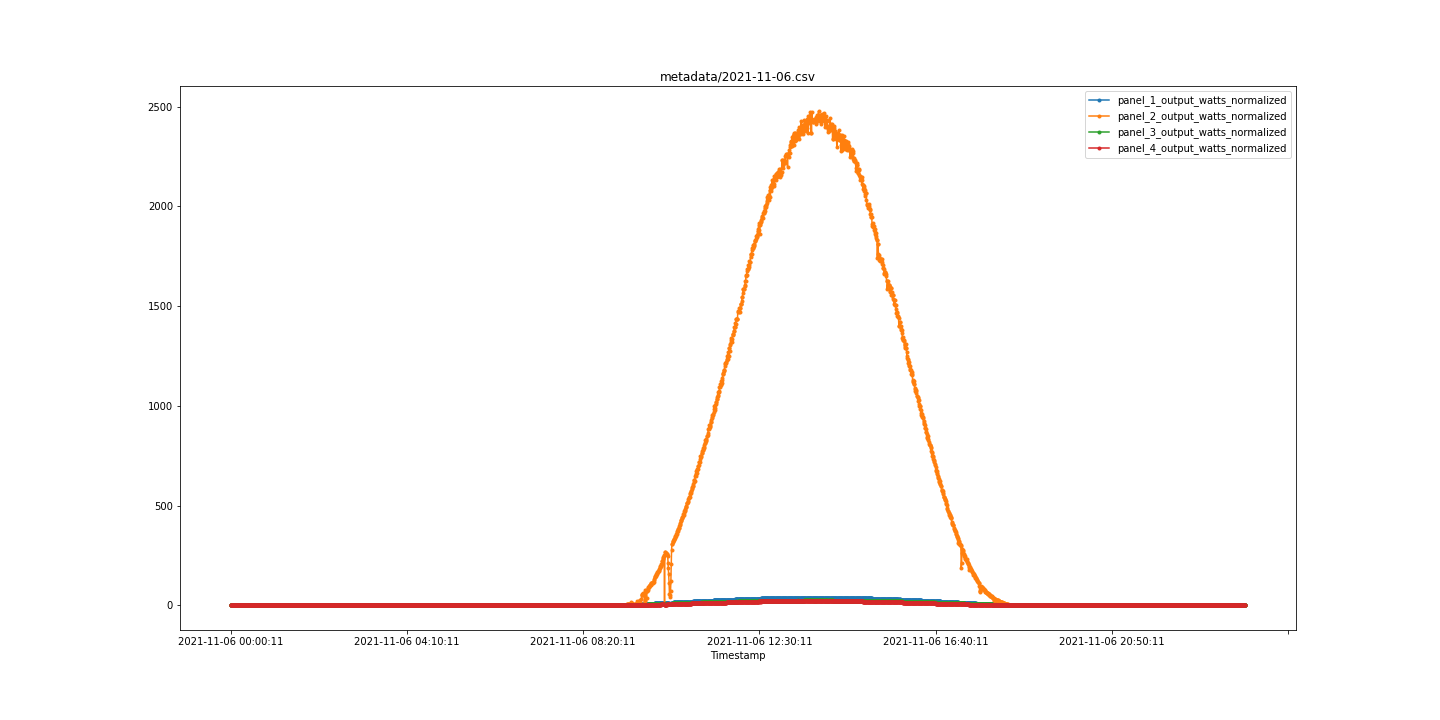 metadata/2021-11-06.csv
panel_1_output_watts_normalized
panel_2_output_watts_normalized
panel_3_output_watts_normalized
panel_4_output_watts_normalized
2500
2000
1500
1000
500
0
2021-11-06 00:00:11 2021-11-06 04:10:11 2021-11-06 08:20:11 2021-11-06 12:30:11 2021-11-06 16:40:11 2021-11-06 20:50:11
Timestamp